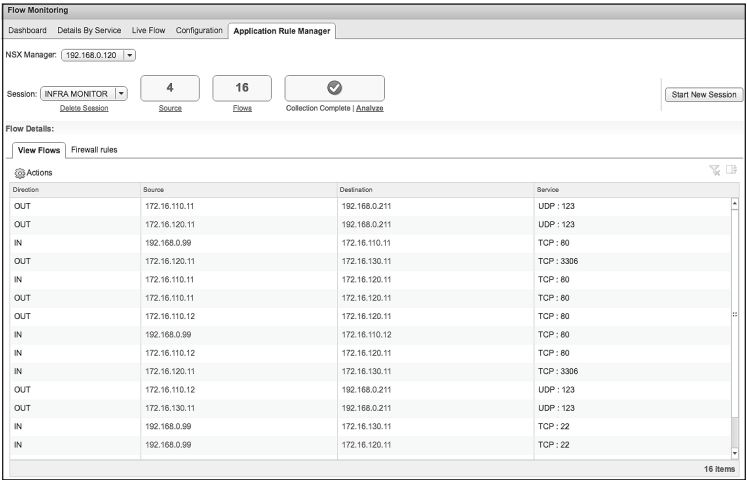 Flow Monitoring
Dashboard Details By Service Live Flow Configuration Application Rule Manager
NSX Manager: 192.168.0.120
Session: INFRA MONITOR 4 16 Start New Session
Delete Session Source Flows Collection Complete | Analyze
Flow Details:
View Flows Firewall rules
Actions
Direction Source Destination Service
OUT 172.16.110.11 192.168.0.211 UDP : 123
OUT 172.16.120.11 192.168.0.211 UDP : 123
IN 192.168.0.99 172.16.110.11 TCP : 80
OUT 172.16.120.11 172.16.130.11 TCP : 3306
IN 172.16.110.11 172.16.120.11 TCP : 80
OUT 172.16.110.11 172.16.120.11 TCP : 80
OUT 172.16.110.12 172.16.120.11 TCP : 80
IN 192.168.0.99 172.16.110.12 TCP : 80
IN 172.16.110.12 172.16.120.11 TCP : 80
IN 172.16.120.11 172.16.130.11 TCP : 3306
OUT 172.16.110.12 192.168.0.211 UDP : 123
OUT 172.16.130.11 192.168.0.211 UDP : 123
IN 192.168.0.99 172.16.130.11 TCP : 22
IN 192.168.0.99 172.16.120.11 TCP : 22
16 items